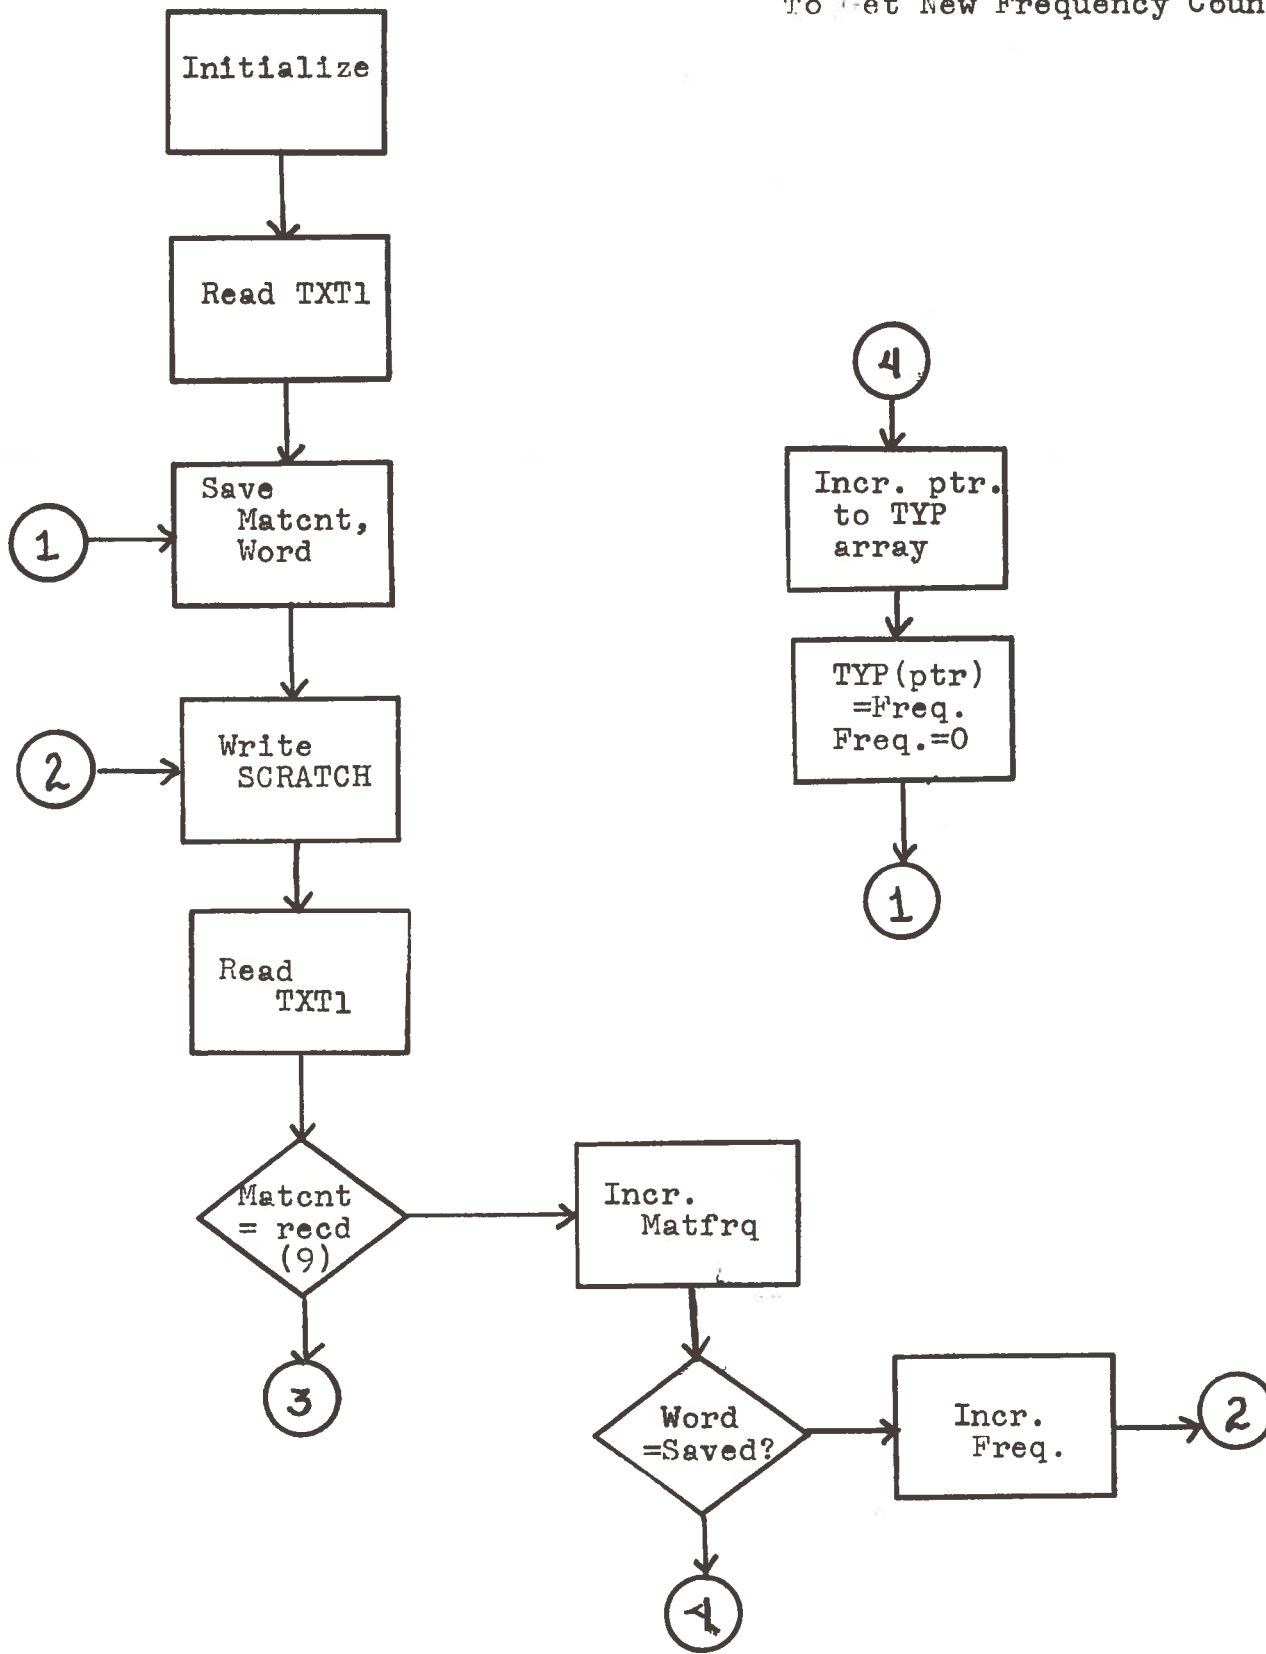 To et New Frequency Coun
Initialize
Read TXT1
1
Save
Matcnt,
Word
2
Write
SCRATCH
Read
TXT1
Matcnt
= recd
(9)
3
Incr.
Matfrq
Word
=Saved?
4
Incr.
Freq.
2
4
Incr. ptr.
to TYP
array
TYP(ptr)
=Freq.
Freq.=0
1